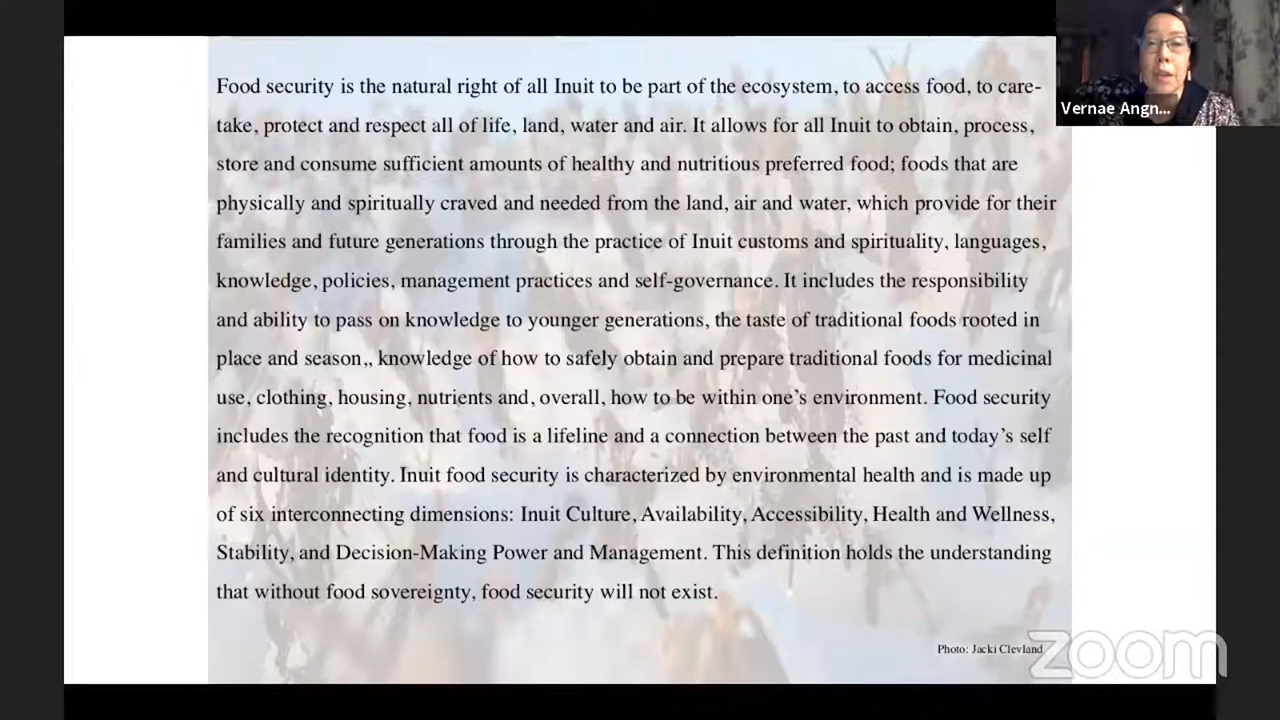 Food security is the natural right of all Inuit to be part of the ecosystem, to access food, to care-
take, protect and respect all of life, land, water and air. It allows for all Inuit to obtain, process,
store and consume sufficient amounts of healthy and nutritious preferred food; foods that are
physically and spiritually craved and needed from the land, air and water, which provide for their
families and future generations through the practice of Inuit customs and spirituality, languages,
knowledge, policies, management practices and self-governance. It includes the responsibility
and ability to pass on knowledge to younger generations, the taste of traditional foods rooted in
place and season,, knowledge of how to safely obtain and prepare traditional foods for medicinal
use, clothing, housing, nutrients and, overall, how to be within one’s environment. Food security
includes the recognition that food is a lifeline and a connection between the past and today’s self
and cultural identity. Inuit food security is characterized by environmental health and is made up
of six interconnecting dimensions: Inuit Culture, Availability, Accessibility, Health and Wellness,
Stability, and Decision-Making Power and Management. This definition holds the understanding
that without food sovereignty, food security will not exist.
Photo: Jacki Clevland
zoom
Vernae Angn...